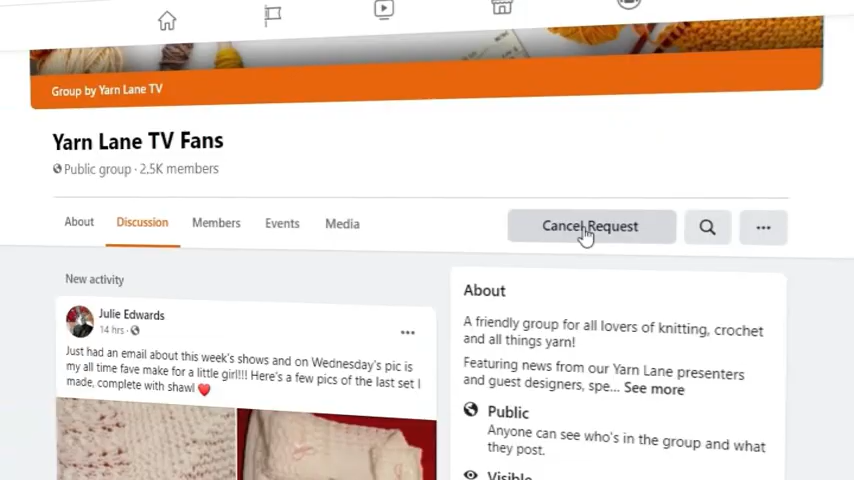 Group by Yarn Lane TV
Yarn Lane TV Fans
Public group · 2.5K members
About Discussion Members Events Media Cancel Request
New activity
Julie Edwards
14 hrs ·
Just had an email about this week's shows and on Wednesday's pic is
my all time fave make for a little girl!!!! Here's a few pics of the last set I
made, complete with shawl ❤️
About
A friendly group for all lovers of knitting, crochet
and all things yarn!
Featuring news from our Yarn Lane presenters
and guest designers, spe... See more
Public
Anyone can see who's in the group and what
they post.
Visible